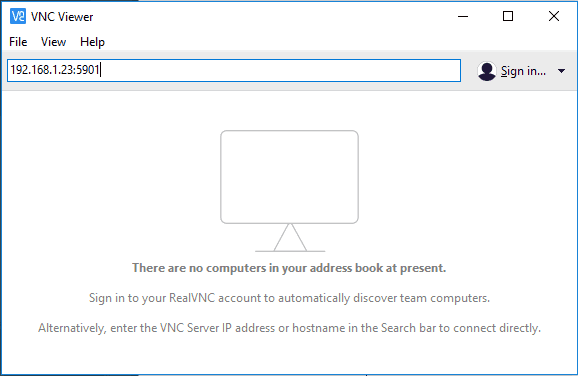 VNC Viewer
File View Help
192.168.1.23:5901 Sign in...
There are no computers in your address book at present.
Sign in to your RealVNC account to automatically discover team computers.
Alternatively, enter the VNC Server IP address or hostname in the Search bar to connect directly.